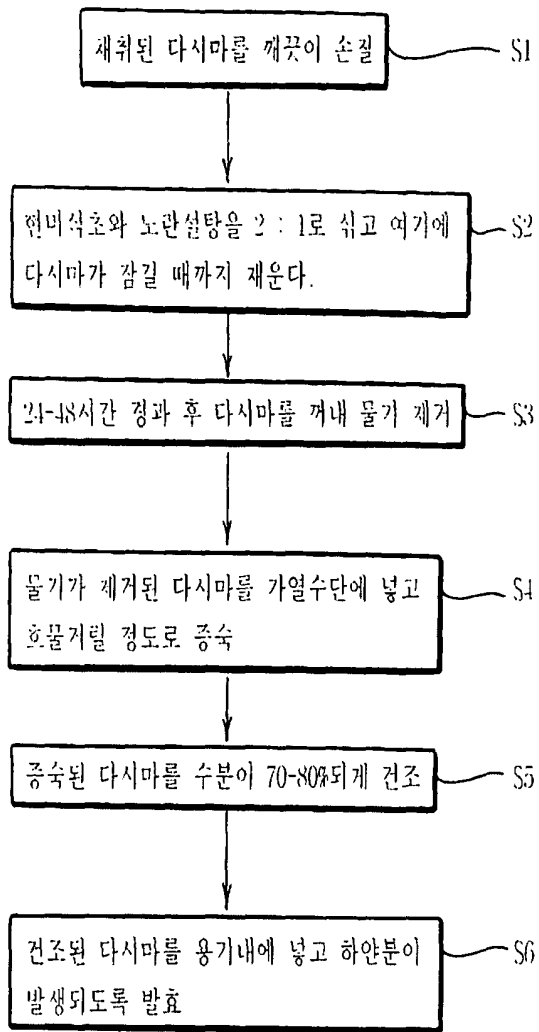 채취된 다시마를 깨끗이 손질
S1
현미식초와 노란설탕을 2 : 1로 섞고 여기에
S2
다시마가 잠길 때까지 재운다.
24-48시간 경과 후 다시마를 꺼내 물기 제거
S3
물기가 제거된 다시마를 가열수단에 넣고
S4
흐물거릴 정도로 증숙
증숙된 다시마를 수분이 70-80%되게 건조
S5
건조된 다시마를 용기내에 넣고 하얀분이
S6
발생되도록 발효